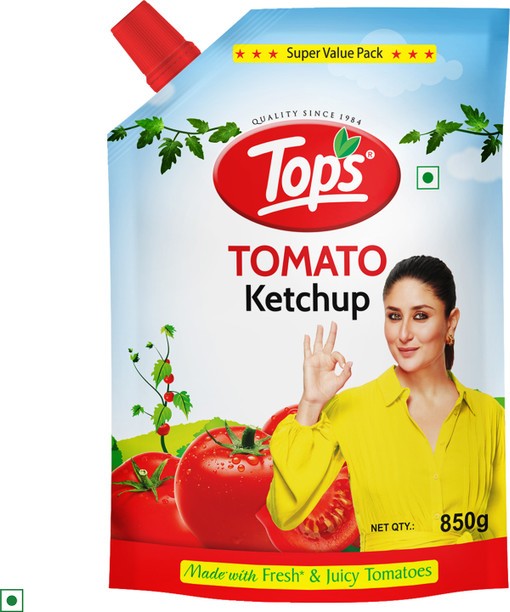 ★ ★ ★ Super Value Pack ★ ★ ★
QUALITY SINCE 1984
Tops®
TOMATO
Ketchup
NET QTY.: 850g
Made with Fresh* & Juicy Tomatoes